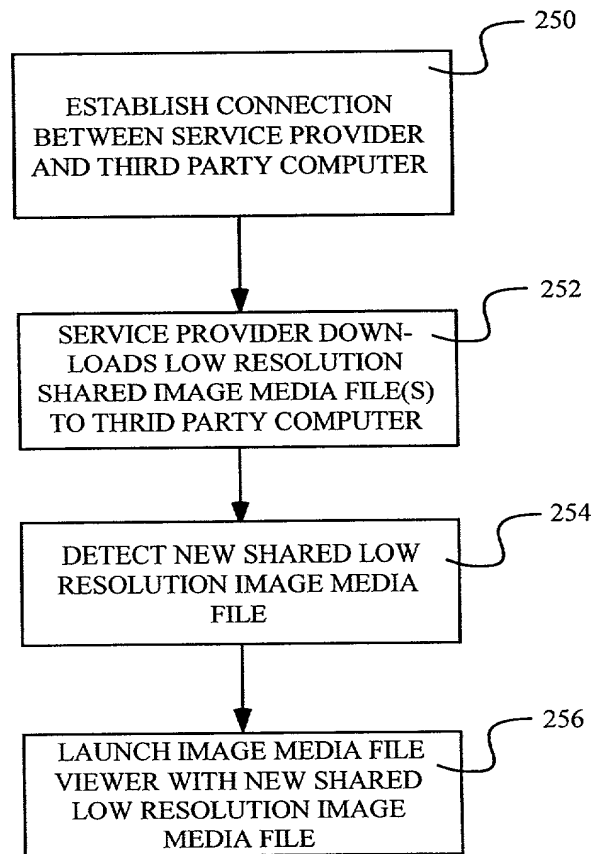 250
ESTABLISH CONNECTION
BETWEEN SERVICE PROVIDER
AND THIRD PARTY COMPUTER
252
SERVICE PROVIDER DOWN-
LOADS LOW RESOLUTION
SHARED IMAGE MEDIA FILE(S)
TO THRID PARTY COMPUTER
254
DETECT NEW SHARED LOW
RESOLUTION IMAGE MEDIA
FILE
256
LAUNCH IMAGE MEDIA FILE
VIEWER WITH NEW SHARED
LOW RESOLUTION IMAGE
MEDIA FILE